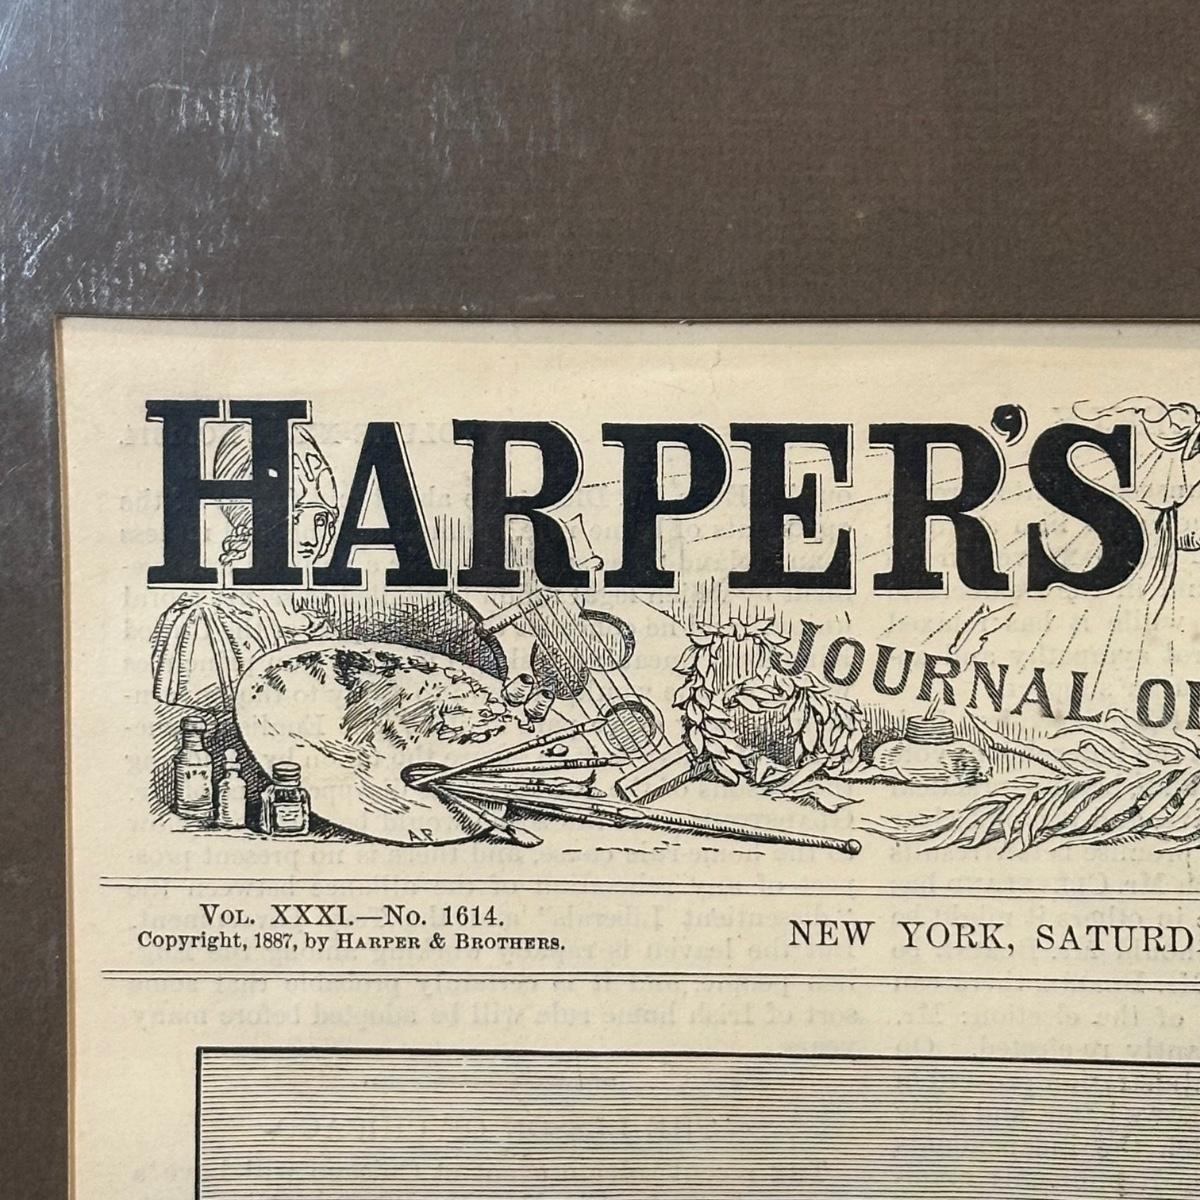 HARPER'S
JOURNAL OF
A.P.
VOL. XXXI.—No. 1614.
Copyright, 1887, by HARPER & BROTHERS.
NEW YORK, SATURD